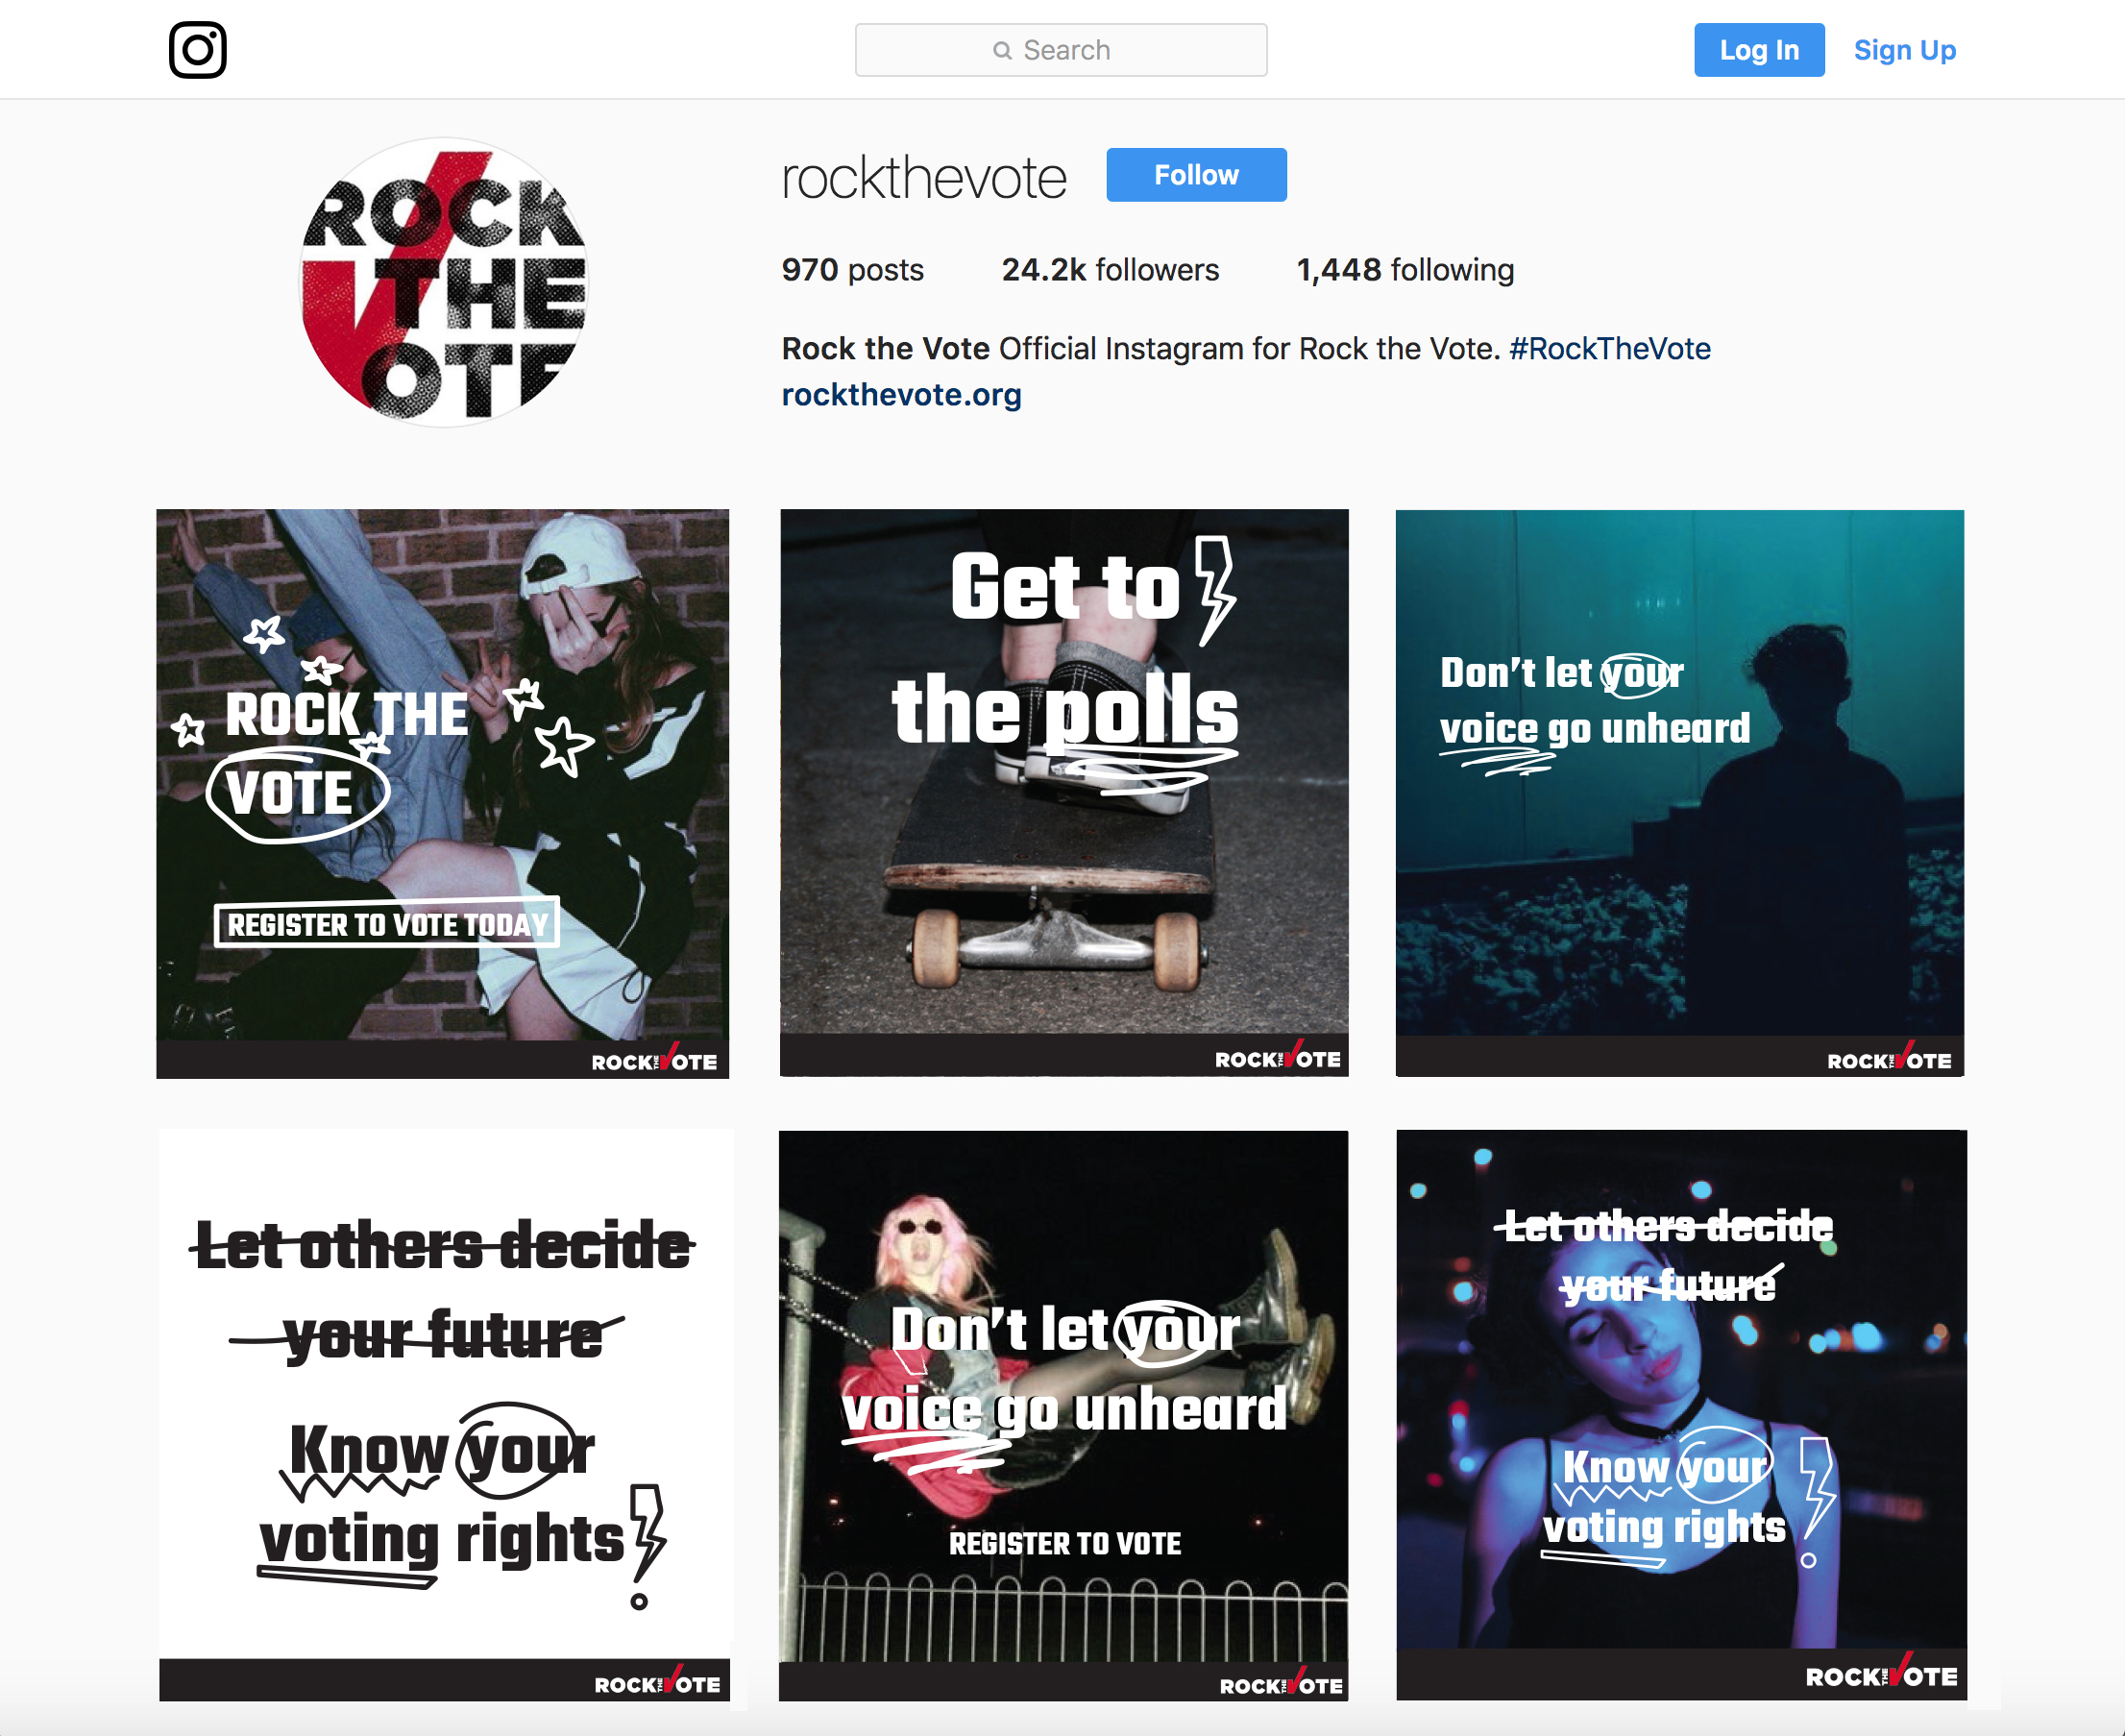 Search
Log In
Sign Up
ROCK
THE
VOTE
rockthevote
Follow
970 posts
24.2k followers
1,448 following
Rock the Vote Official Instagram for Rock the Vote. #RockTheVote
rockthevote.org
ROCK THE
VOTE
REGISTER TO VOTE TODAY
ROCK THE VOTE
Get to
the polls
ROCK THE VOTE
Don't let your
voice go unheard
ROCK THE VOTE
Let others decide
your future
Know your
voting rights!
ROCK THE VOTE
Don't let your
voice go unheard
REGISTER TO VOTE
ROCK THE VOTE
Let others decide
your future
Know your
voting rights!
ROCK THE VOTE